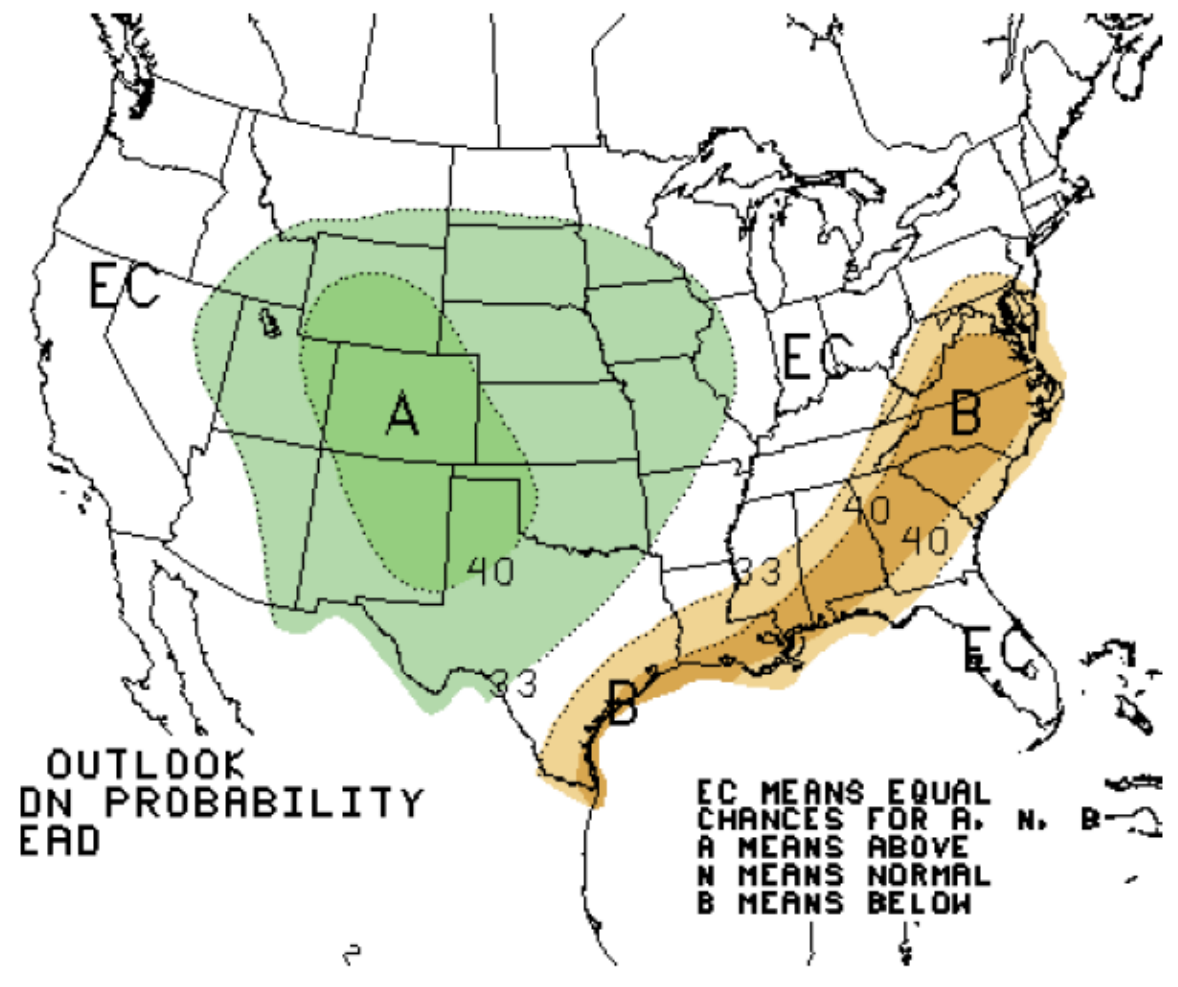 EC
EC
A
B
40
40
40
33
EC
33
B
OUTLOOK
ON PROBABILITY
EAD
EC MEANS EQUAL
CHANCES FOR A, N, B
A MEANS ABOVE
N MEANS NORMAL
B MEANS BELOW